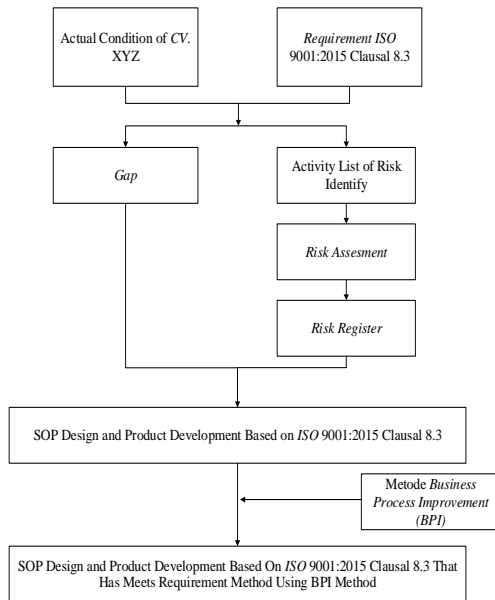 Actual Condition of CV.
XYZ
Requirement ISO
9001:2015 Clausal 8.3
Gap
Activity List of Risk
Identify
Risk Assesment
Risk Register
SOP Design and Product Development Based on ISO 9001:2015 Clausal 8.3
Metode Business
Process Improvement
(BPI)
SOP Design and Product Development Based On ISO 9001:2015 Clausal 8.3 That
Has Meets Requirement Method Using BPI Method